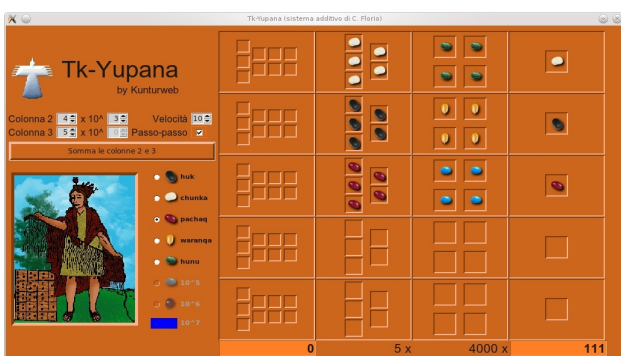 Tk-Yupana (sistema additivo di C. Florio)
Tk-Yupana
by Kunturweb
Colonna 2 4 x 10^ 3 Velocità 10
Colonna 3 5 x 10^ 0 Passo-passo
Somma le colonne 2 e 3
huk
chunka
pachaq
waranqa
hunu
10^5
10^6
10^7
0 5 x 4000 x 111